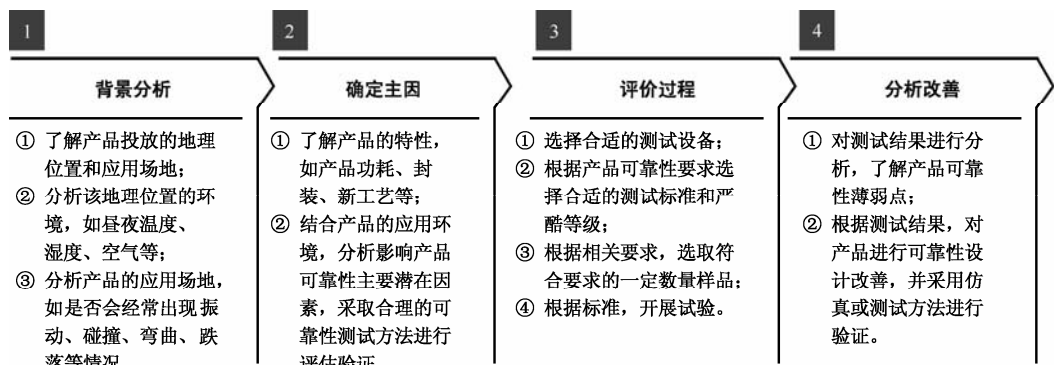 1
背景分析
① 了解产品投放的地理
位置和应用场地；
② 分析该地理位置的环
境，如昼夜温度、
湿度、空气等；
③ 分析产品的应用场地，
如是否会经常出现振
动、碰撞、弯曲、跌
落等情况
2
确定主因
① 了解产品的特性，
如产品功耗、封
装、新工艺等；
② 结合产品的应用环
境，分析影响产品
可靠性主要潜在因
素，采取合理的可
靠性测试方法进行
评估验证
3
评价过程
① 选择合适的测试设备；
② 根据产品可靠性要求选
择合适的测试标准和严
酷等级；
③ 根据相关要求，选取符
合要求的一定数量样品；
④ 根据标准，开展试验。
4
分析改善
① 对测试结果进行分
析，了解产品可靠
性薄弱点；
② 根据测试结果，对
产品进行可靠性设
计改善，并采用仿
真或测试方法进行
验证。